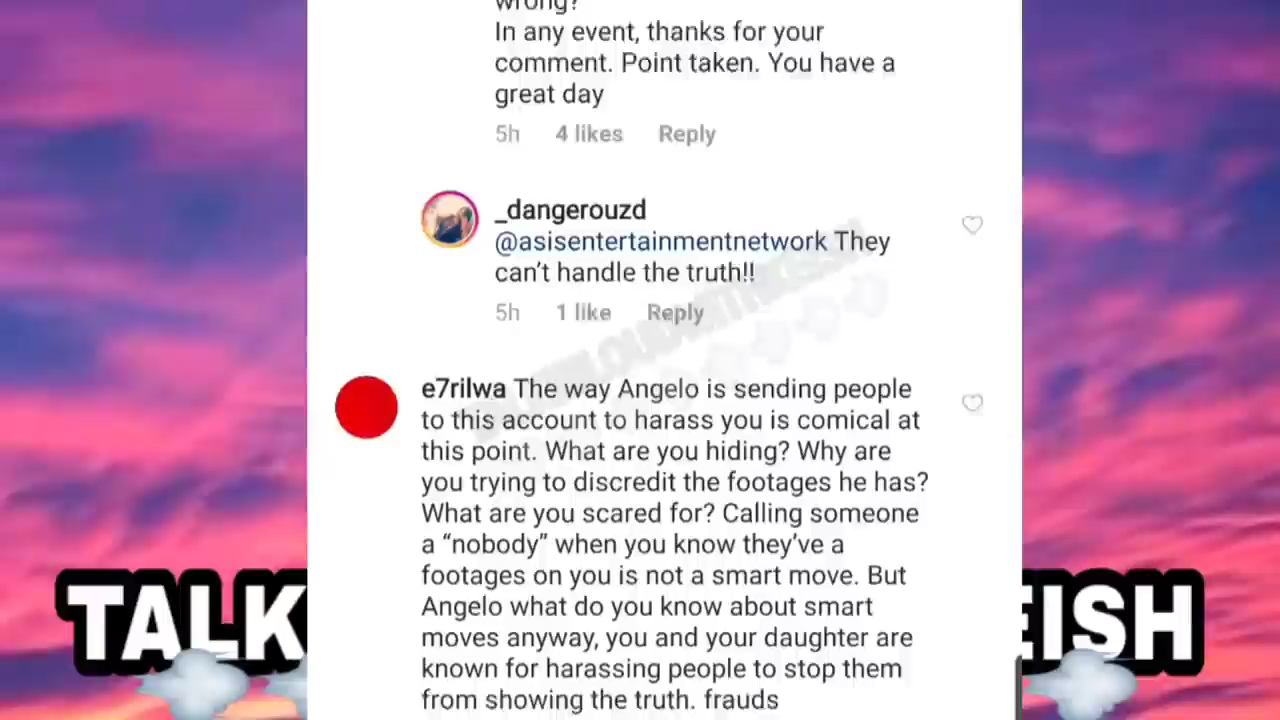 wrong?
In any event, thanks for your
comment. Point taken. You have a
great day
5h 4 likes Reply
_dangerouzd
@asisentertainmentnetwork They
can't handle the truth!!
5h 1 like Reply
e7rilwa The way Angelo is sending people
to this account to harass you is comical at
this point. What are you hiding? Why are
you trying to discredit the footages he has?
What are you scared for? Calling someone
a “nobody” when you know they've a
footages on you is not a smart move. But
Angelo what do you know about smart
moves anyway, you and your daughter are
known for harassing people to stop them
from showing the truth. frauds
TALK EISH